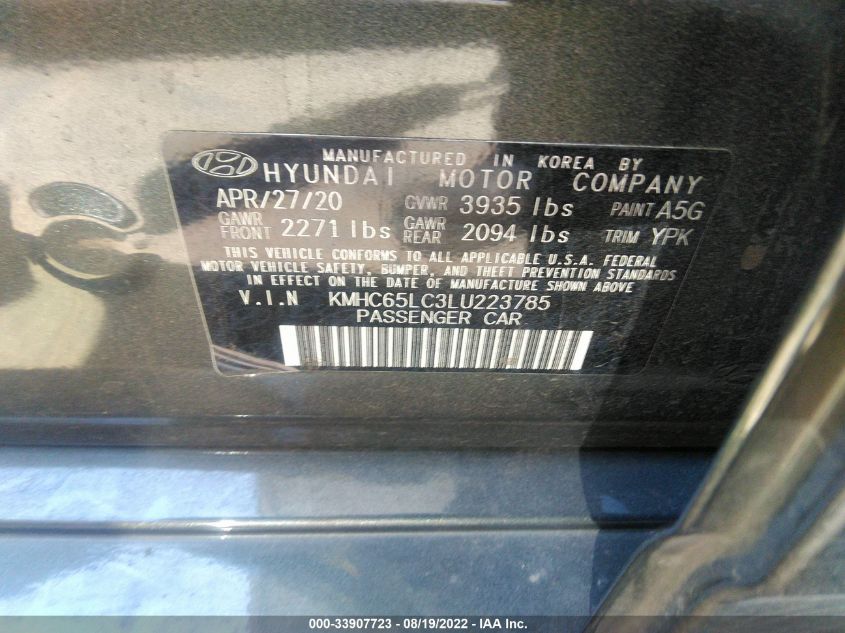 MANUFACTURED IN KOREA BY
HYUNDAI MOTOR COMPANY
APR/27/20 GVWR 3935 lbs PAINT A5G
GAWR FRONT 2271 lbs GAWR REAR 2094 lbs TRIM YPK
THIS VEHICLE CONFORMS TO ALL APPLICABLE U.S.A. FEDERAL
MOTOR VEHICLE SAFETY, BUMPER, AND THEFT PREVENTION STANDARDS
IN EFFECT ON THE DATE OF MANUFACTURE SHOWN ABOVE
V.I.N KMHC65LC3LU223785
PASSENGER CAR
000-33907723 - 08/19/2022 - IAA Inc.